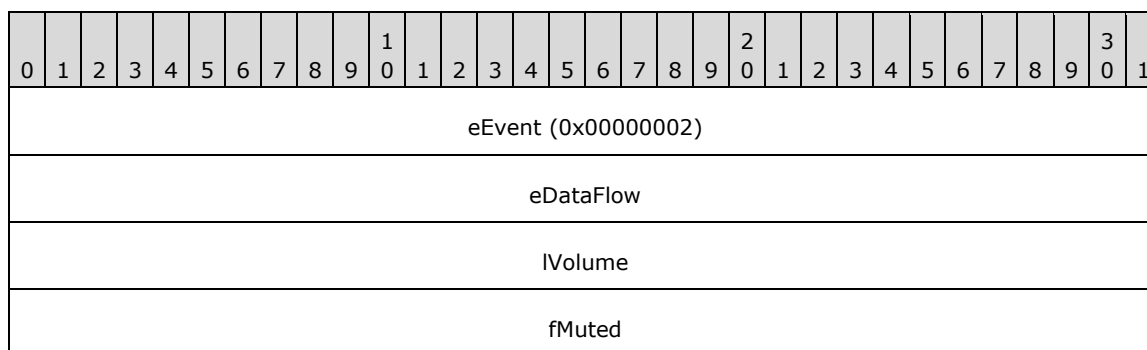 1 2 3
0 1 2 3 4 5 6 7 8 9 0 1 2 3 4 5 6 7 8 9 0 1 2 3 4 5 6 7 8 9 0 1
eEvent (0x00000002)
eDataFlow
lVolume
fMuted